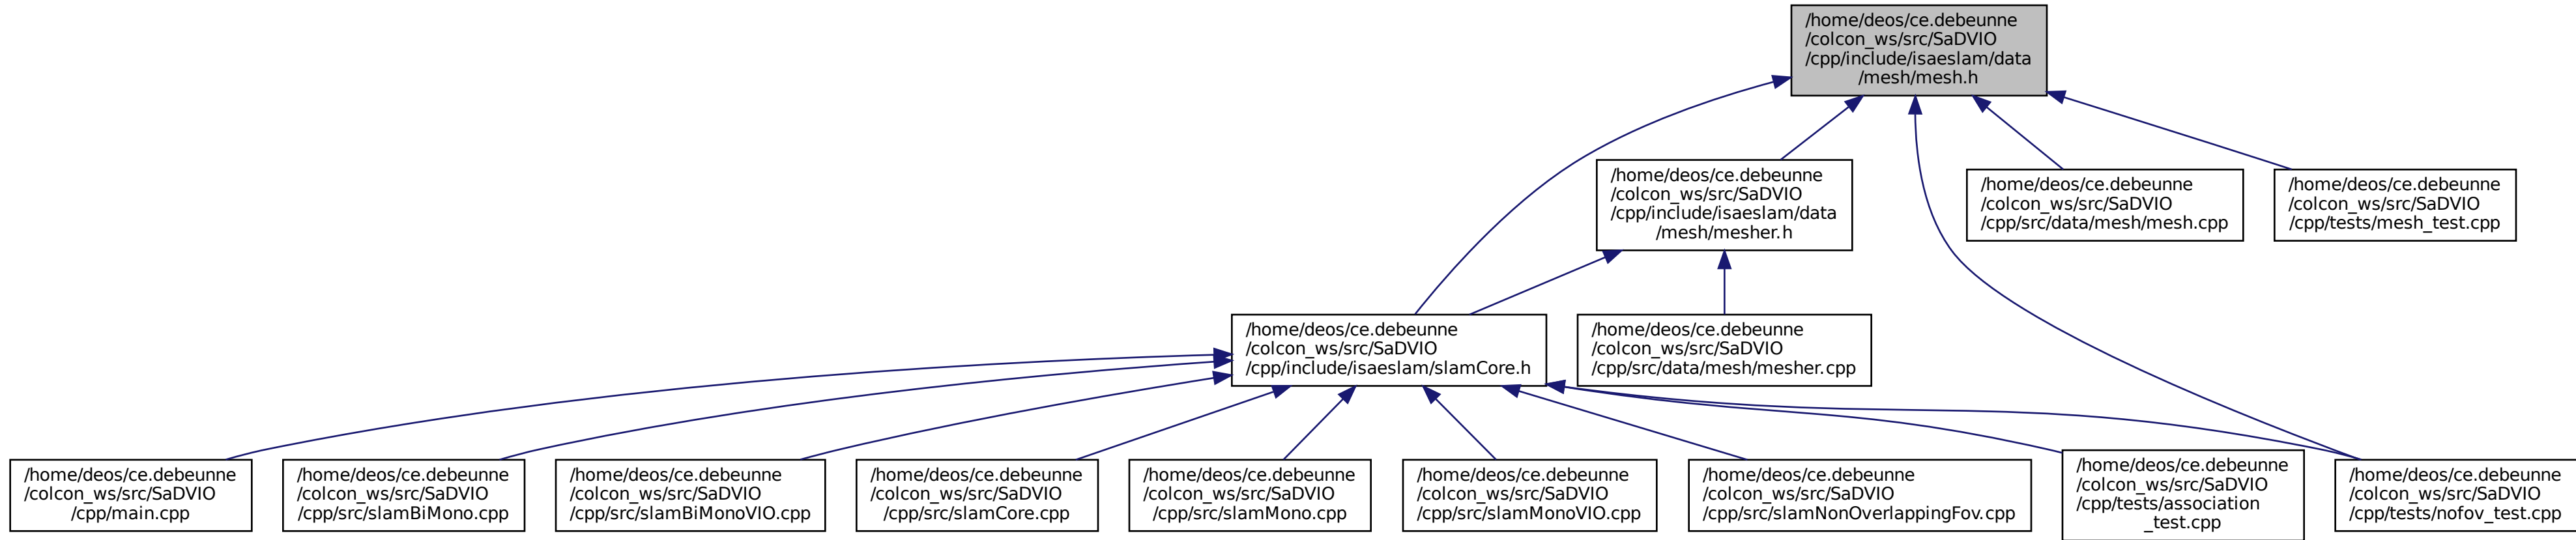 /home/deos/ce.debeunne
/colcon_ws/src/SaDVIO
/cpp/include/isaeslam/data
/mesh/mesh.h
/home/deos/ce.debeunne
/colcon_ws/src/SaDVIO
/cpp/include/isaeslam/data
/mesh/mesher.h
/home/deos/ce.debeunne
/colcon_ws/src/SaDVIO
/cpp/src/data/mesh/mesh.cpp
/home/deos/ce.debeunne
/colcon_ws/src/SaDVIO
/cpp/tests/mesh_test.cpp
/home/deos/ce.debeunne
/colcon_ws/src/SaDVIO
/cpp/include/isaeslam/slamCore.h
/home/deos/ce.debeunne
/colcon_ws/src/SaDVIO
/cpp/src/data/mesh/mesher.cpp
/home/deos/ce.debeunne
/colcon_ws/src/SaDVIO
/cpp/main.cpp
/home/deos/ce.debeunne
/colcon_ws/src/SaDVIO
/cpp/src/slamBiMono.cpp
/home/deos/ce.debeunne
/colcon_ws/src/SaDVIO
/cpp/src/slamBiMonoVIO.cpp
/home/deos/ce.debeunne
/colcon_ws/src/SaDVIO
/cpp/src/slamCore.cpp
/home/deos/ce.debeunne
/colcon_ws/src/SaDVIO
/cpp/src/slamMono.cpp
/home/deos/ce.debeunne
/colcon_ws/src/SaDVIO
/cpp/src/slamMonoVIO.cpp
/home/deos/ce.debeunne
/colcon_ws/src/SaDVIO
/cpp/src/slamNonOverlappingFov.cpp
/home/deos/ce.debeunne
/colcon_ws/src/SaDVIO
/cpp/tests/association
_test.cpp
/home/deos/ce.debeunne
/colcon_ws/src/SaDVIO
/cpp/tests/nofov_test.cpp